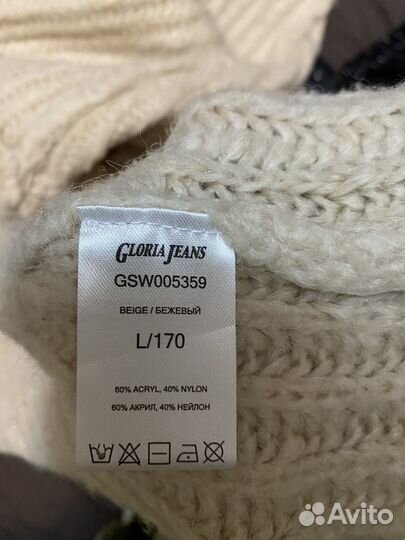 GLORIA JEANS
GSW005359
BEIGE / БЕЖЕВЫЙ
L/170
60% ACRYL, 40% NYLON
60% АКРИЛ, 40% НЕЙЛОН
Avito